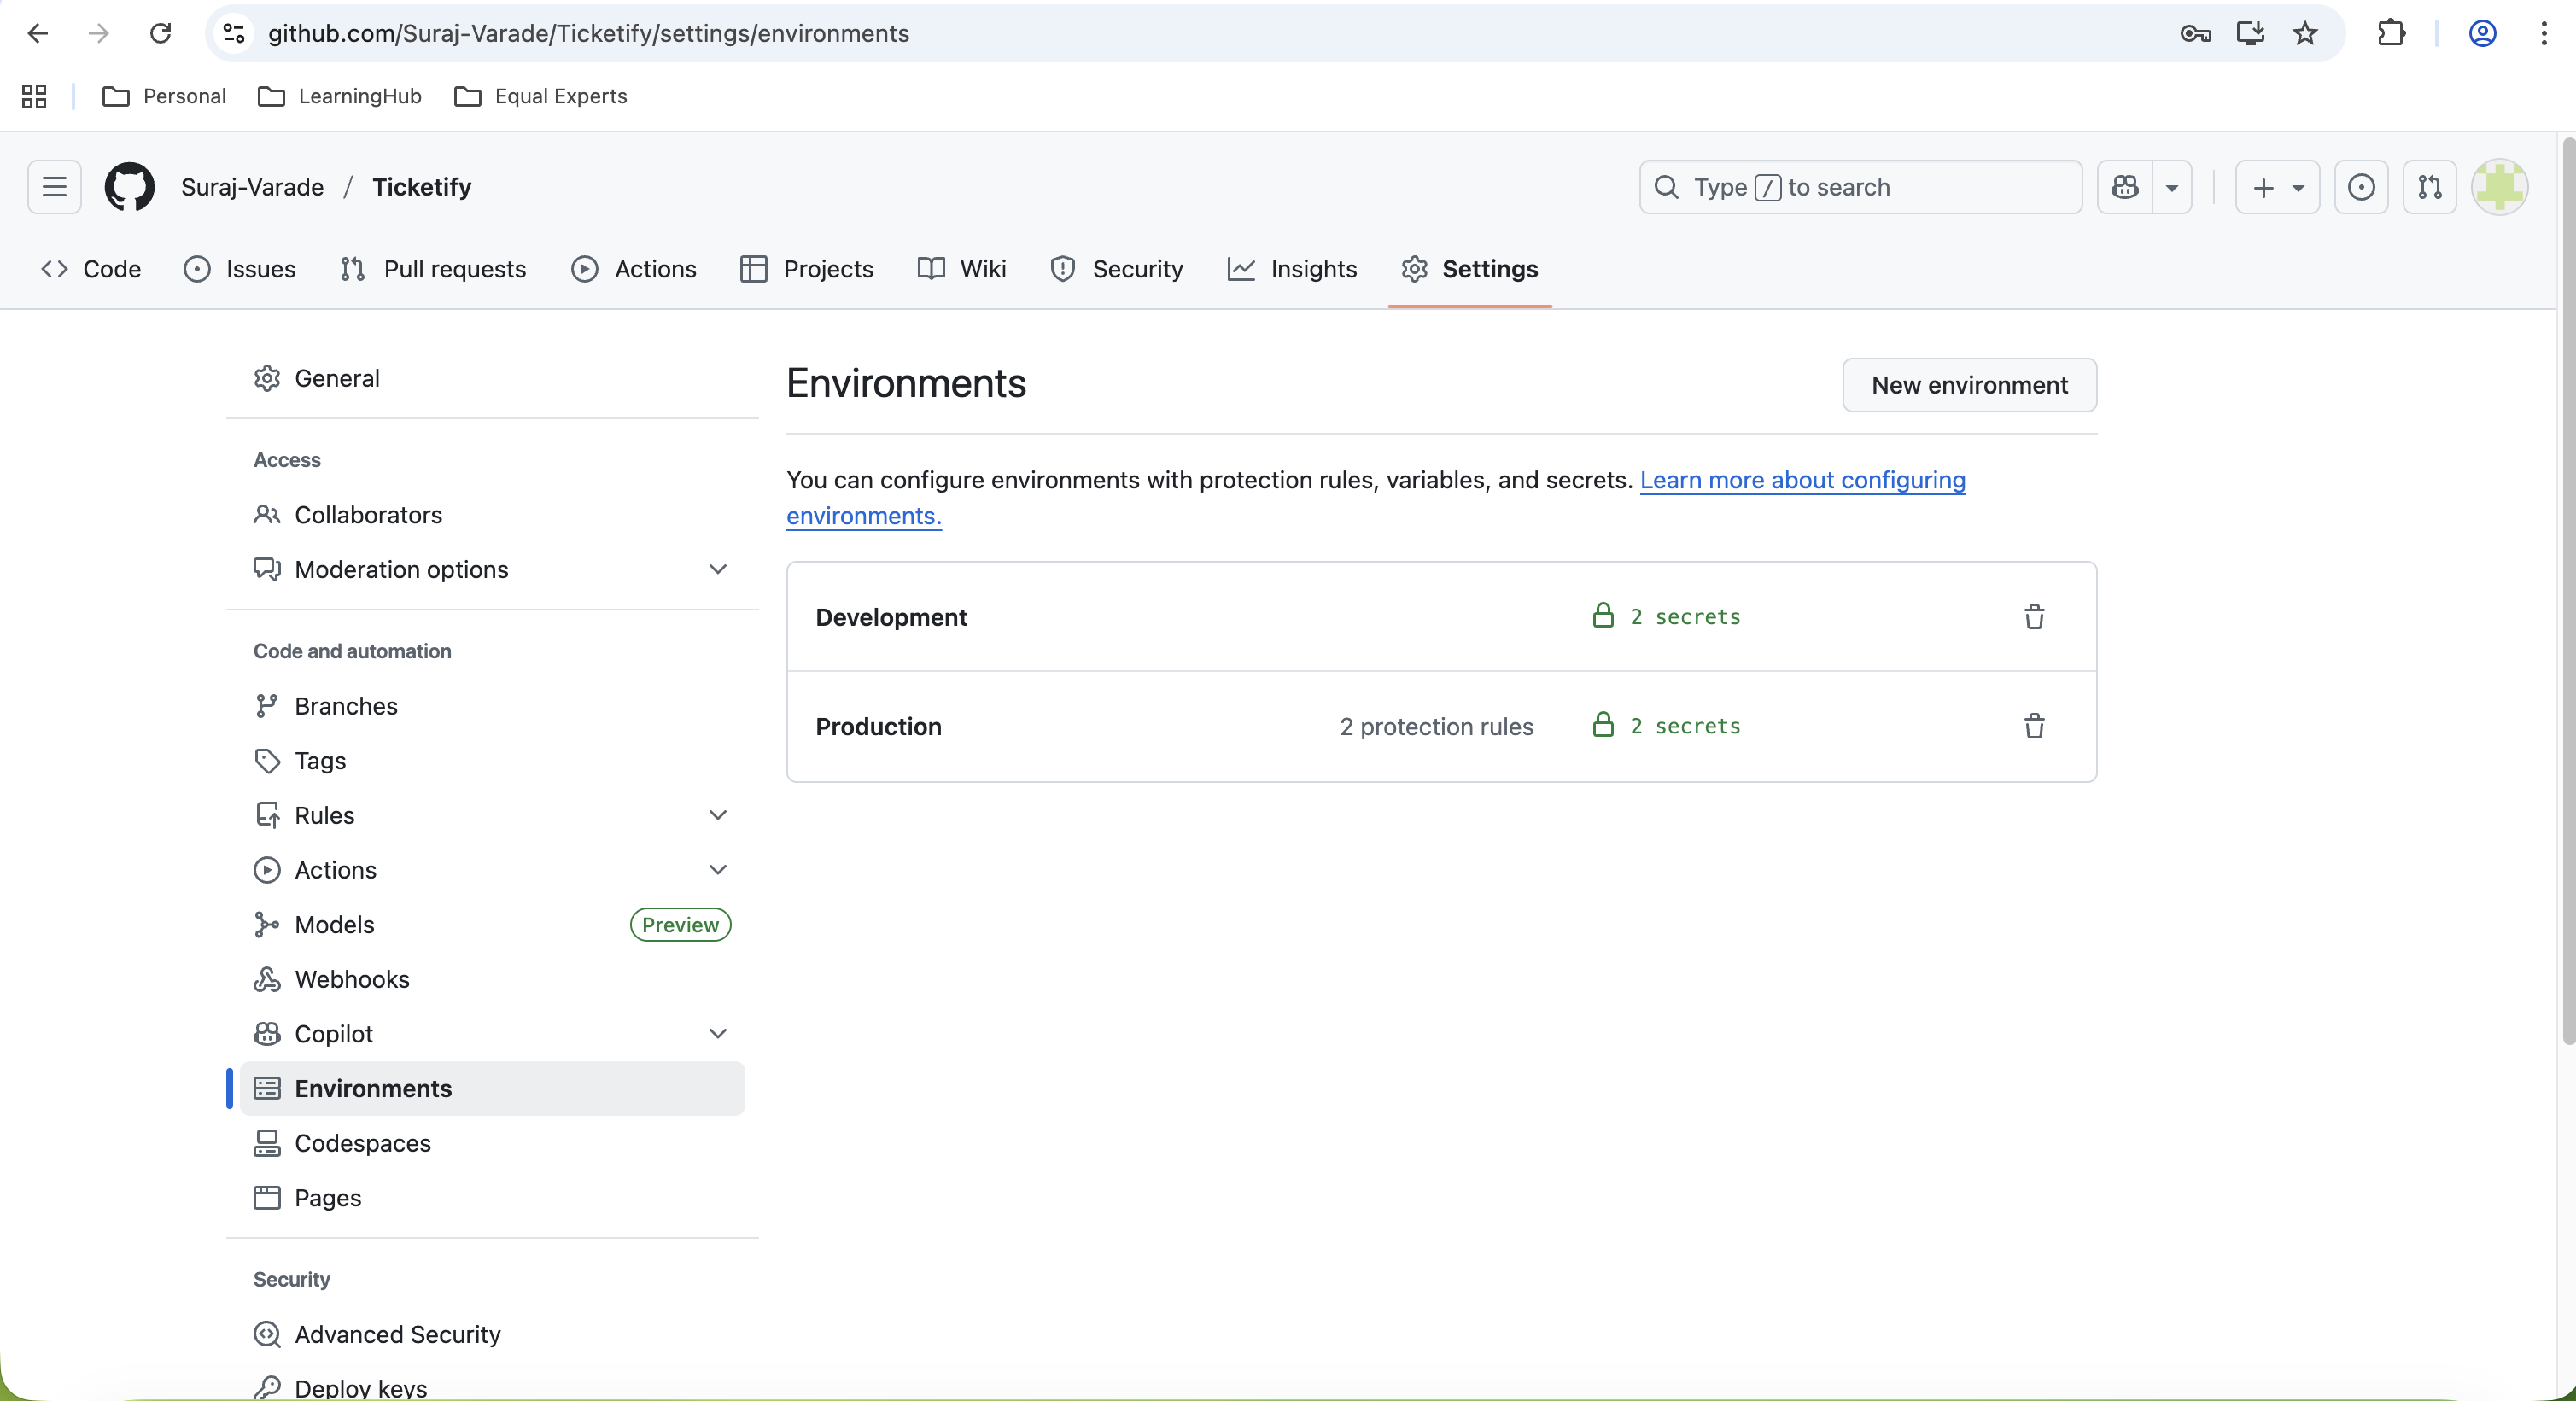 github.com/Suraj-Varade/Ticketify/settings/environments
Personal LearningHub Equal Experts
Suraj-Varade / Ticketify Type / to search
Code Issues Pull requests Actions Projects Wiki Security Insights Settings
General
Access
Collaborators
Moderation options
Code and automation
Branches
Tags
Rules
Actions
Models Preview
Webhooks
Copilot
Environments
Codespaces
Pages
Security
Advanced Security
Deploy keys
Environments New environment
You can configure environments with protection rules, variables, and secrets. Learn more about configuring
environments.
Development 2 secrets
Production 2 protection rules 2 secrets